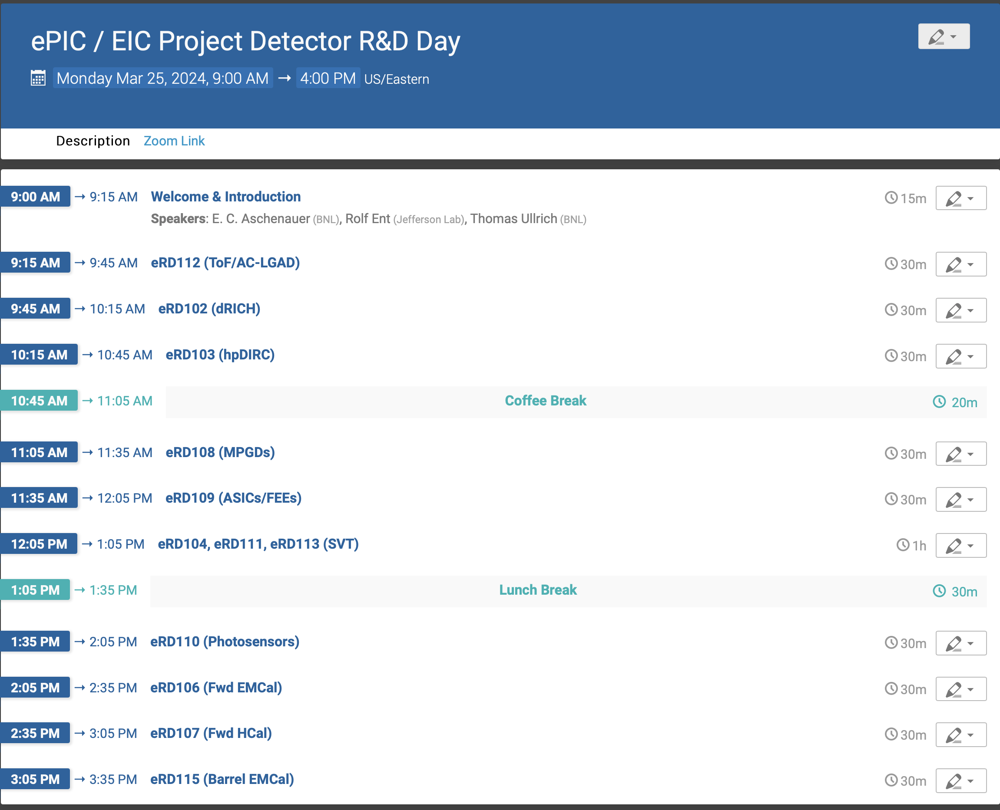 ePIC / EIC Project Detector R&D Day
Monday Mar 25, 2024, 9:00 AM → 4:00 PM US/Eastern
Description Zoom Link
9:00 AM → 9:15 AM Welcome & Introduction 15m
Speakers: E. C. Aschenauer (BNL), Rolf Ent (Jefferson Lab), Thomas Ullrich (BNL)
9:15 AM → 9:45 AM eRD112 (ToF/AC-LGAD) 30m
9:45 AM → 10:15 AM eRD102 (dRICH) 30m
10:15 AM → 10:45 AM eRD103 (hpDIRC) 30m
10:45 AM → 11:05 AM Coffee Break 20m
11:05 AM → 11:35 AM eRD108 (MPGDs) 30m
11:35 AM → 12:05 PM eRD109 (ASICs/FEEs) 30m
12:05 PM → 1:05 PM eRD104, eRD111, eRD113 (SVT) 1h
1:05 PM → 1:35 PM Lunch Break 30m
1:35 PM → 2:05 PM eRD110 (Photosensors) 30m
2:05 PM → 2:35 PM eRD106 (Fwd EMCal) 30m
2:35 PM → 3:05 PM eRD107 (Fwd HCal) 30m
3:05 PM → 3:35 PM eRD115 (Barrel EMCal) 30m